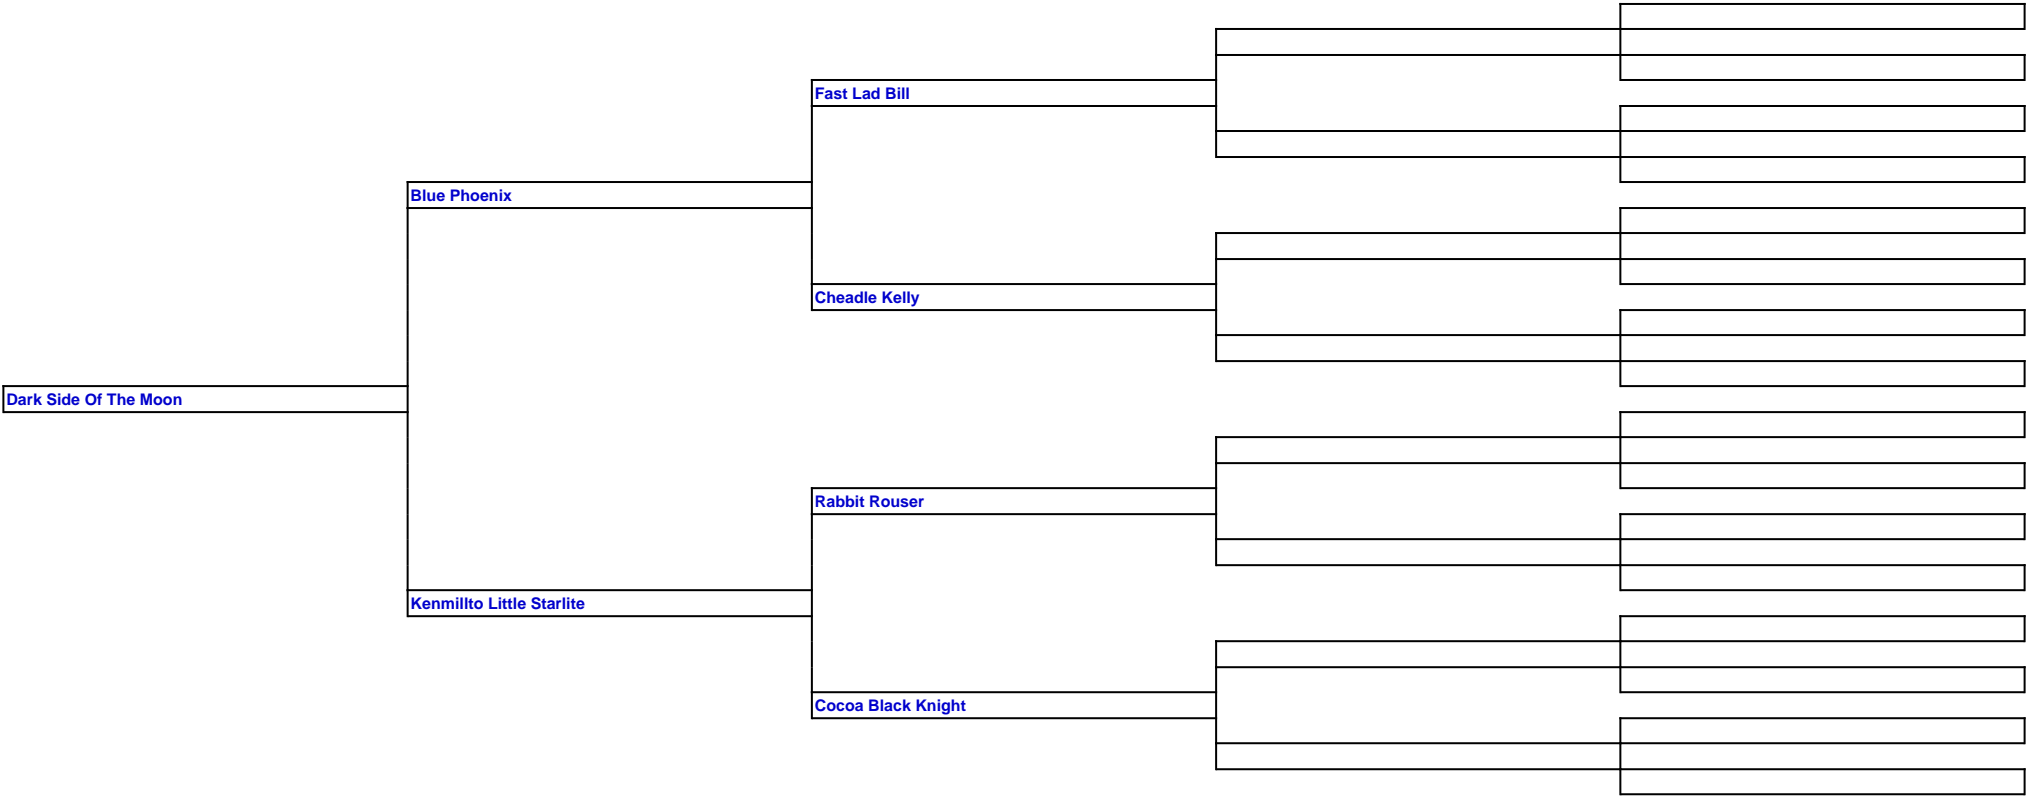 Fast Lad Bill
Blue Phoenix
Cheadle Kelly
Dark Side Of The Moon
Rabbit Rouser
Kenmillto Little Starlite
Cocoa Black Knight